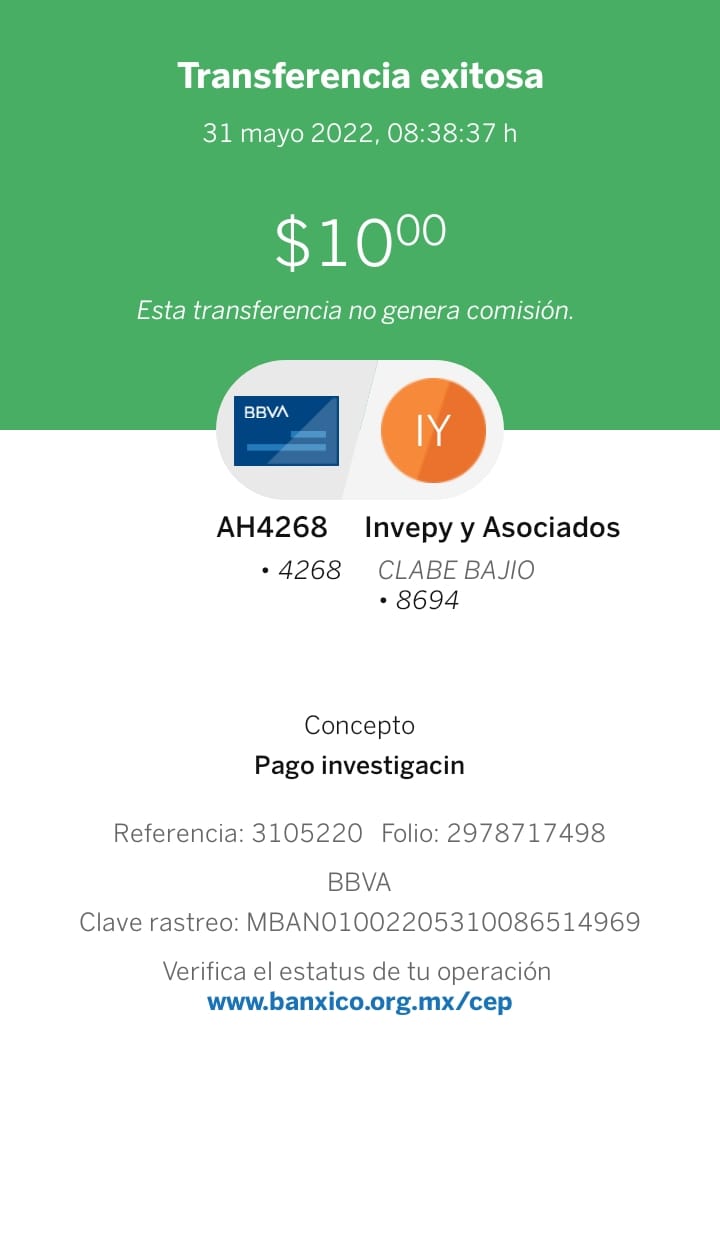 Transferencia exitosa
31 mayo 2022, 08:38:37 h
$10⁰⁰
Esta transferencia no genera comisión.
BBVA
IY
AH4268
• 4268
Invepy y Asociados
CLABE BAJIO
• 8694
Concepto
Pago investigacin
Referencia: 3105220 Folio: 2978717498
BBVA
Clave rastreo: MBAN01002205310086514969
Verifica el estatus de tu operación
www.banxico.org.mx/cep